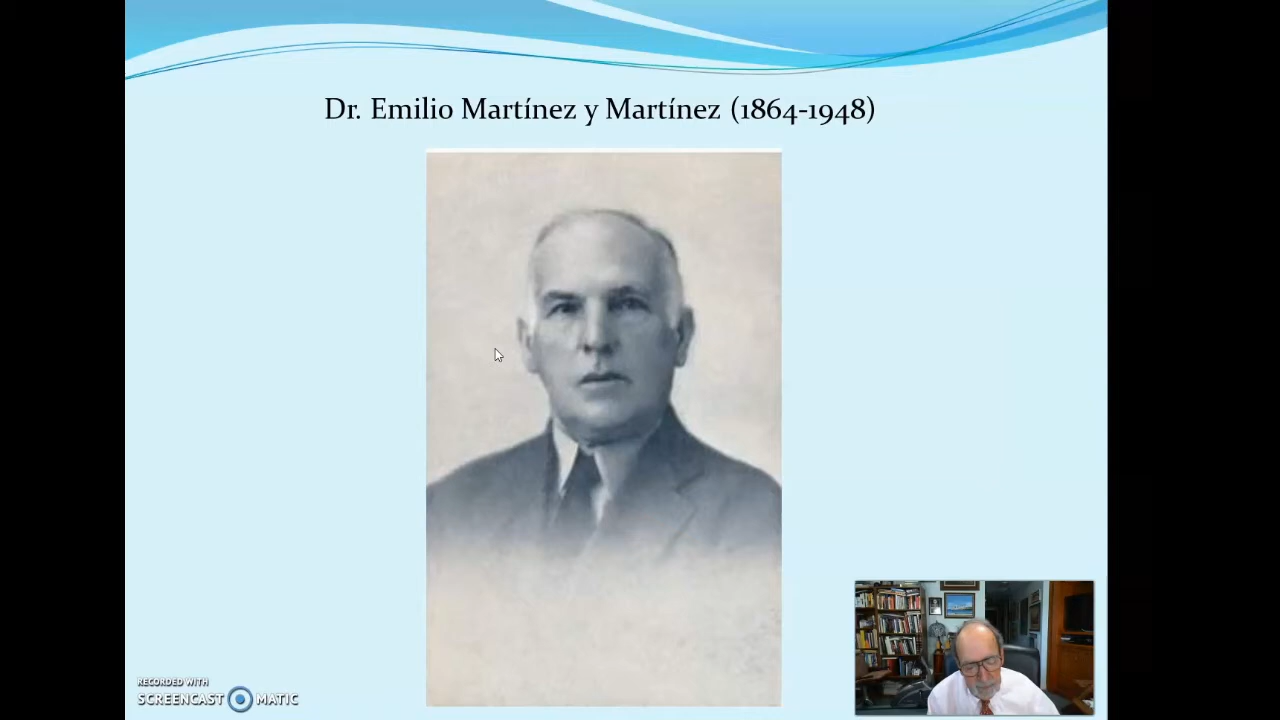 Dr. Emilio Martínez y Martínez (1864-1948)
RECORDED WITH
SCREENCAST MATIC